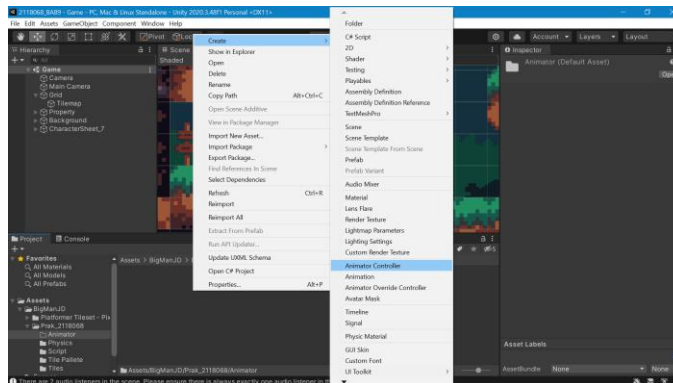 2118068_BAB9 - Game - PC, Mac & Linux Standalone - Unity 2020.3.48f1 Personal <DX11>
File Edit Assets GameObject Component Window Help
Pivot
Account
Layers
Layout
Hierarchy
Scene
Shaded
Inspector
Game
Camera
Main Camera
Grid
Tilemap
Property
Background
CharacterSheet_7
Create
Show in Explorer
Open
Delete
Rename
Copy Path Alt+Ctrl+C
Open Scene Additive
View in Package Manager
Import New Asset...
Import Package
Export Package...
Find References In Scene
Select Dependencies
Refresh Ctrl+R
Reimport
Reimport All
Extract From Prefab
Run API Updater...
Update UXML Schema
Open C# Project
Properties... Alt+P
Folder
C# Script
2D
Shader
Testing
Playables
Assembly Definition
Assembly Definition Reference
TextMeshPro
Scene
Scene Template
Scene Template From Scene
Prefab
Prefab Variant
Audio Mixer
Material
Lens Flare
Render Texture
Lightmap Parameters
Lighting Settings
Custom Render Texture
Animator Controller
Animation
Animator Override Controller
Avatar Mask
Timeline
Signal
Physic Material
GUI Skin
Custom Font
UI Toolkit
Animator (Default Asset)
Project
Console
Favorites
All Materials
All Models
All Prefabs
Assets
BigManJD
Platformer Tileset - Pix
Prak_2118068
Animator
Physics
Script
Tile Pallete
Tiles
Assets > BigManJD >
Assets/BigManJD/Prak_2118068/Animator
Asset Labels
AssetBundle None None
There are 2 audio listeners in the scene. Please ensure there is always exactly one audio listener in the